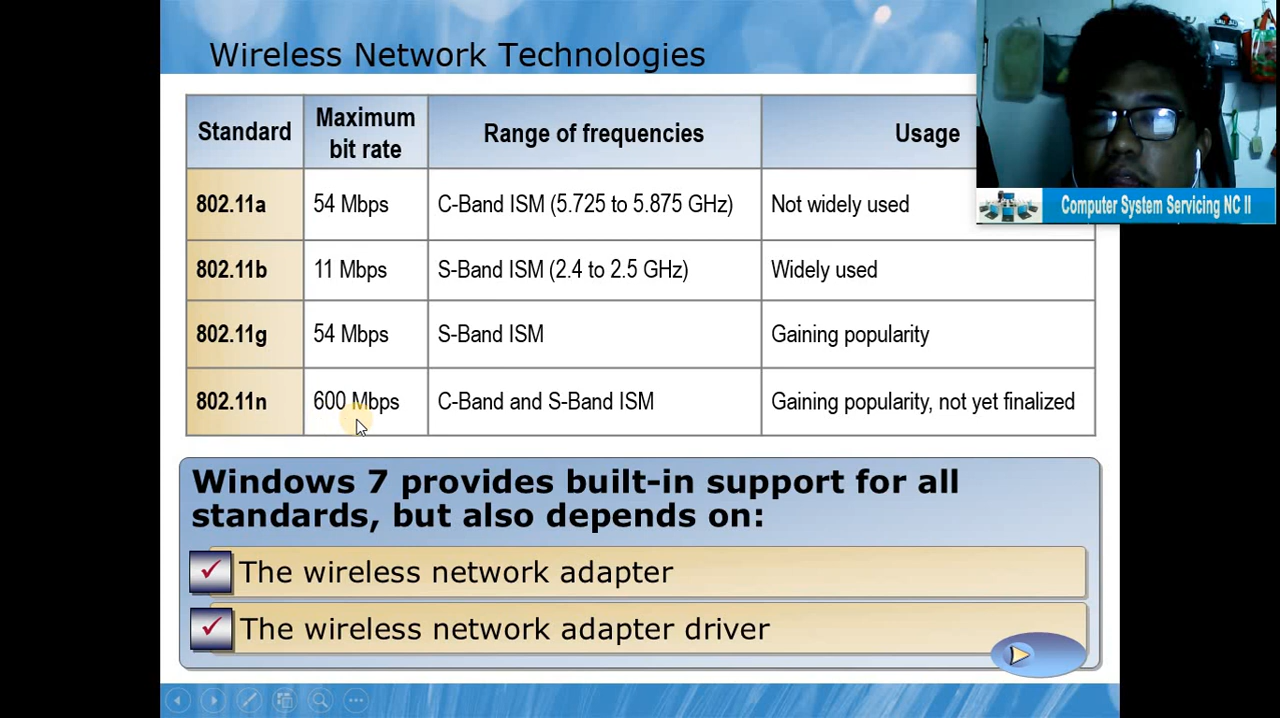 Wireless Network Technologies
Standard
Maximum
bit rate
Range of frequencies
Usage
802.11a
54 Mbps
C-Band ISM (5.725 to 5.875 GHz)
Not widely used
802.11b
11 Mbps
S-Band ISM (2.4 to 2.5 GHz)
Widely used
802.11g
54 Mbps
S-Band ISM
Gaining popularity
802.11n
600 Mbps
C-Band and S-Band ISM
Gaining popularity, not yet finalized
Computer System Servicing NC II
Windows 7 provides built-in support for all
standards, but also depends on:
The wireless network adapter
The wireless network adapter driver